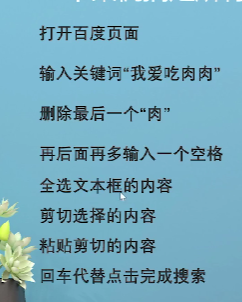 打开百度页面
输入关键词“我爱吃肉肉”
删除最后一个“肉”
再后面再多输入一个空格
全选文本框的内容
剪切选择的内容
粘贴剪切的内容
回车代替点击完成搜索